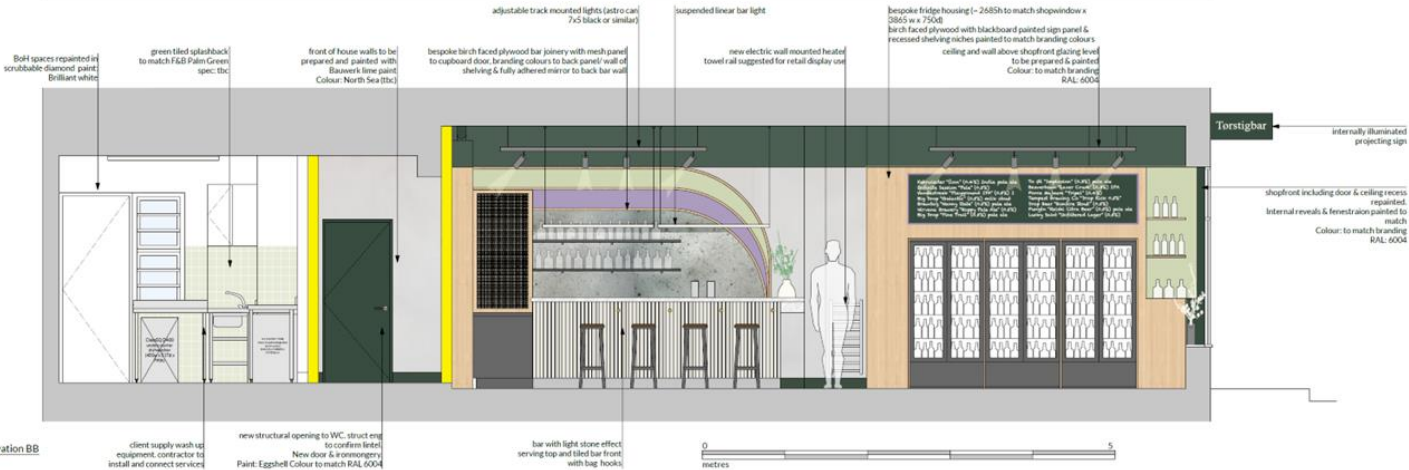 adjustable track mounted lights (astro can
7x5 black or similar)
suspended linear bar light
bespoke fridge housing (~ 2685h to match shopwindow x
3865 w x 750d)
birch faced plywood with blackboard painted sign panel &
recessed shelving niches painted to match branding colours
BoH spaces repainted in
scrubbable diamond paint;
Brilliant white
green tiled splashback
to match F&B Palm Green
spec: tbc
front of house walls to be
prepared and painted with
Bauwerk lime paint
Colour: North Sea (tbc)
bespoke birch faced plywood bar joinery with mesh panel
to cupboard door, branding colours to back panel/ wall of
shelving & fully adhered mirror to back bar wall
new electric wall mounted heater
towel rail suggested for retail display use
ceiling and wall above shopfront glazing level
to be prepared & painted
Colour: to match branding
RAL: 6004
Torstigbar
internally illuminated
projecting sign
shopfront including door & ceiling recess
repainted.
Internal reveals & fenestraion painted to
match
Colour: to match branding
RAL: 6004
ation BB
client supply wash up
equipment. contractor to
install and connect services
new structural opening to WC. struct eng
to confirm lintel.
New door & ironmongery.
Paint: Eggshell Colour to match RAL 6004
bar with light stone effect
serving top and tiled bar front
with bag hooks
0 5
metres